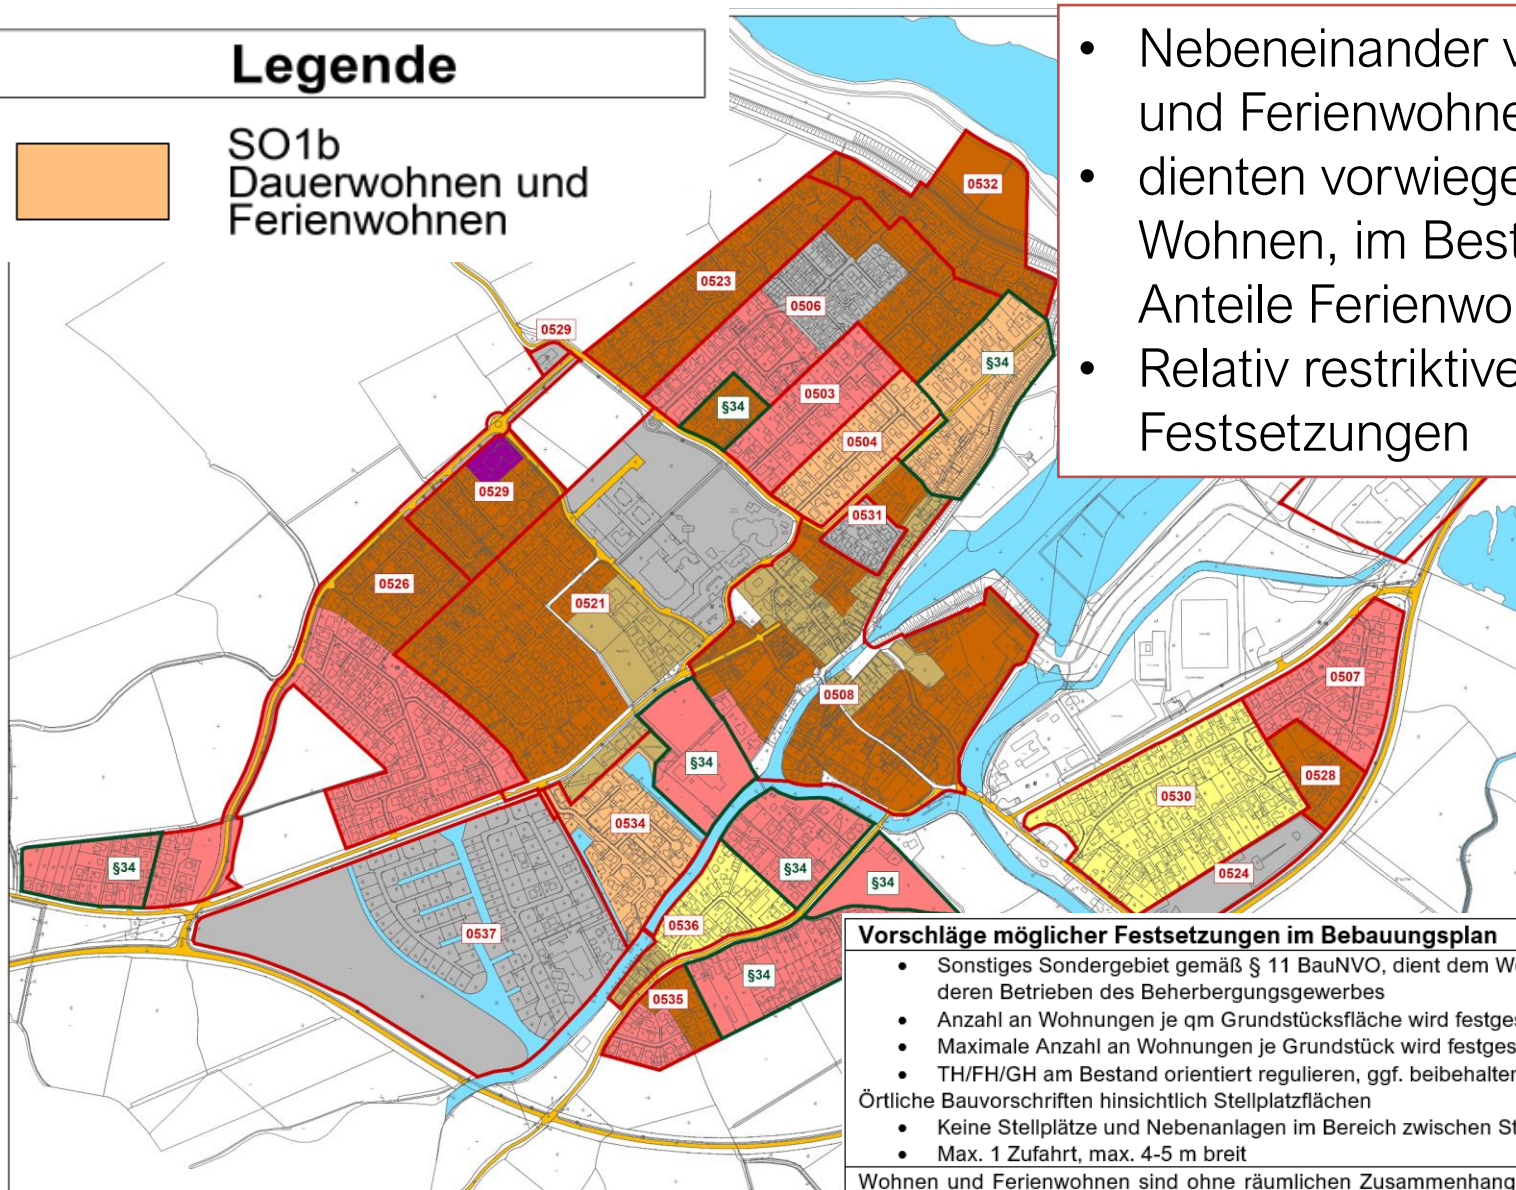 Legende
SO1b
Dauerwohnen und
Ferienwohnen
• Nebeneinander v
und Ferienwohne
• dienten vorwiege
Wohnen, im Best
Anteile Ferienwo
• Relativ restriktive
Festsetzungen
0532
0523
0506
0529
§34
0503
§34
0504
0529
0531
0526
0521
0508
0507
§34
0528
0530
0534
§34
§34
0524
§34
0537
0536
§34
0535
Vorschläge möglicher Festsetzungen im Bebauungsplan
• Sonstiges Sondergebiet gemäß § 11 BauNVO, dient dem W
deren Betrieben des Beherbergungsgewerbes
• Anzahl an Wohnungen je qm Grundstücksfläche wird festges
• Maximale Anzahl an Wohnungen je Grundstück wird festges
• TH/FH/GH am Bestand orientiert regulieren, ggf. beibehalten
Örtliche Bauvorschriften hinsichtlich Stellplatzflächen
• Keine Stellplätze und Nebenanlagen im Bereich zwischen St
• Max. 1 Zufahrt, max. 4-5 m breit
Wohnen und Ferienwohnen sind ohne räumlichen Zusammenhang